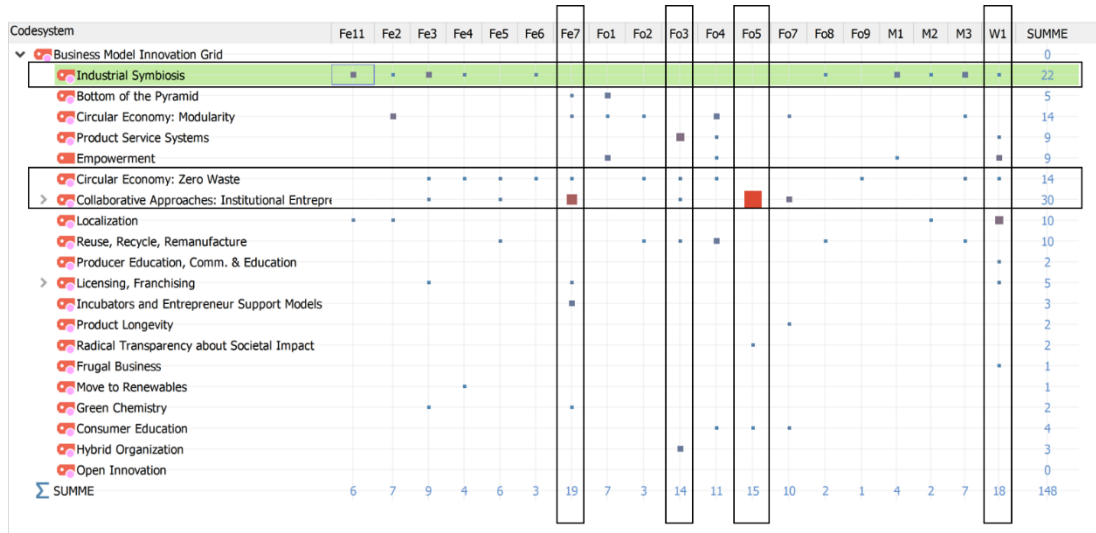 Codesystem Fe11 Fe2 Fe3 Fe4 Fe5 Fe6 Fe7 Fo1 Fo2 Fo3 Fo4 Fo5 Fo7 Fo8 Fo9 M1 M2 M3 W1 SUMME
Business Model Innovation Grid 0
Industrial Symbiosis 22
Bottom of the Pyramid 5
Circular Economy: Modularity 14
Product Service Systems 9
Empowerment 9
Circular Economy: Zero Waste 14
Collaborative Approaches: Institutional Entrepre 30
Localization 10
Reuse, Recycle, Remanufacture 10
Producer Education, Comm. & Education 2
Licensing, Franchising 5
Incubators and Entrepreneur Support Models 3
Product Longevity 2
Radical Transparency about Societal Impact 2
Frugal Business 1
Move to Renewables 1
Green Chemistry 2
Consumer Education 4
Hybrid Organization 3
Open Innovation 0
Σ SUMME 6 7 9 4 6 3 19 7 3 14 11 15 10 2 1 4 2 7 18 148